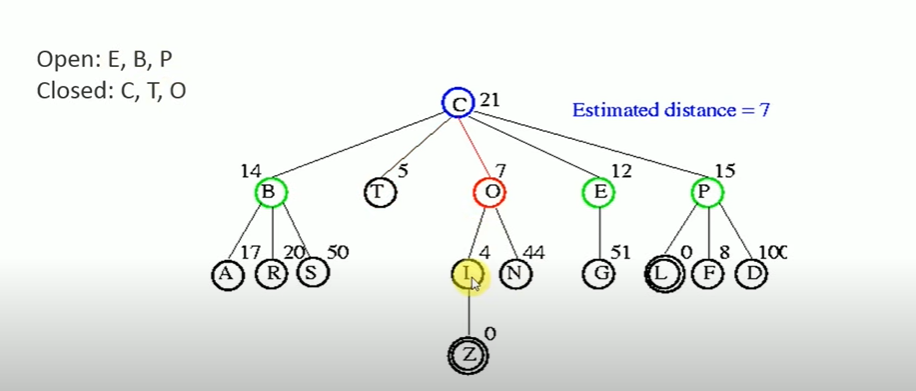 Open: E, B, P
Closed: C, T, O
C 21
Estimated distance = 7
14 5 7 12 15
B T O E P
17 20 50 4 44 51 0 8 100
A R S I N G L F D
0
Z